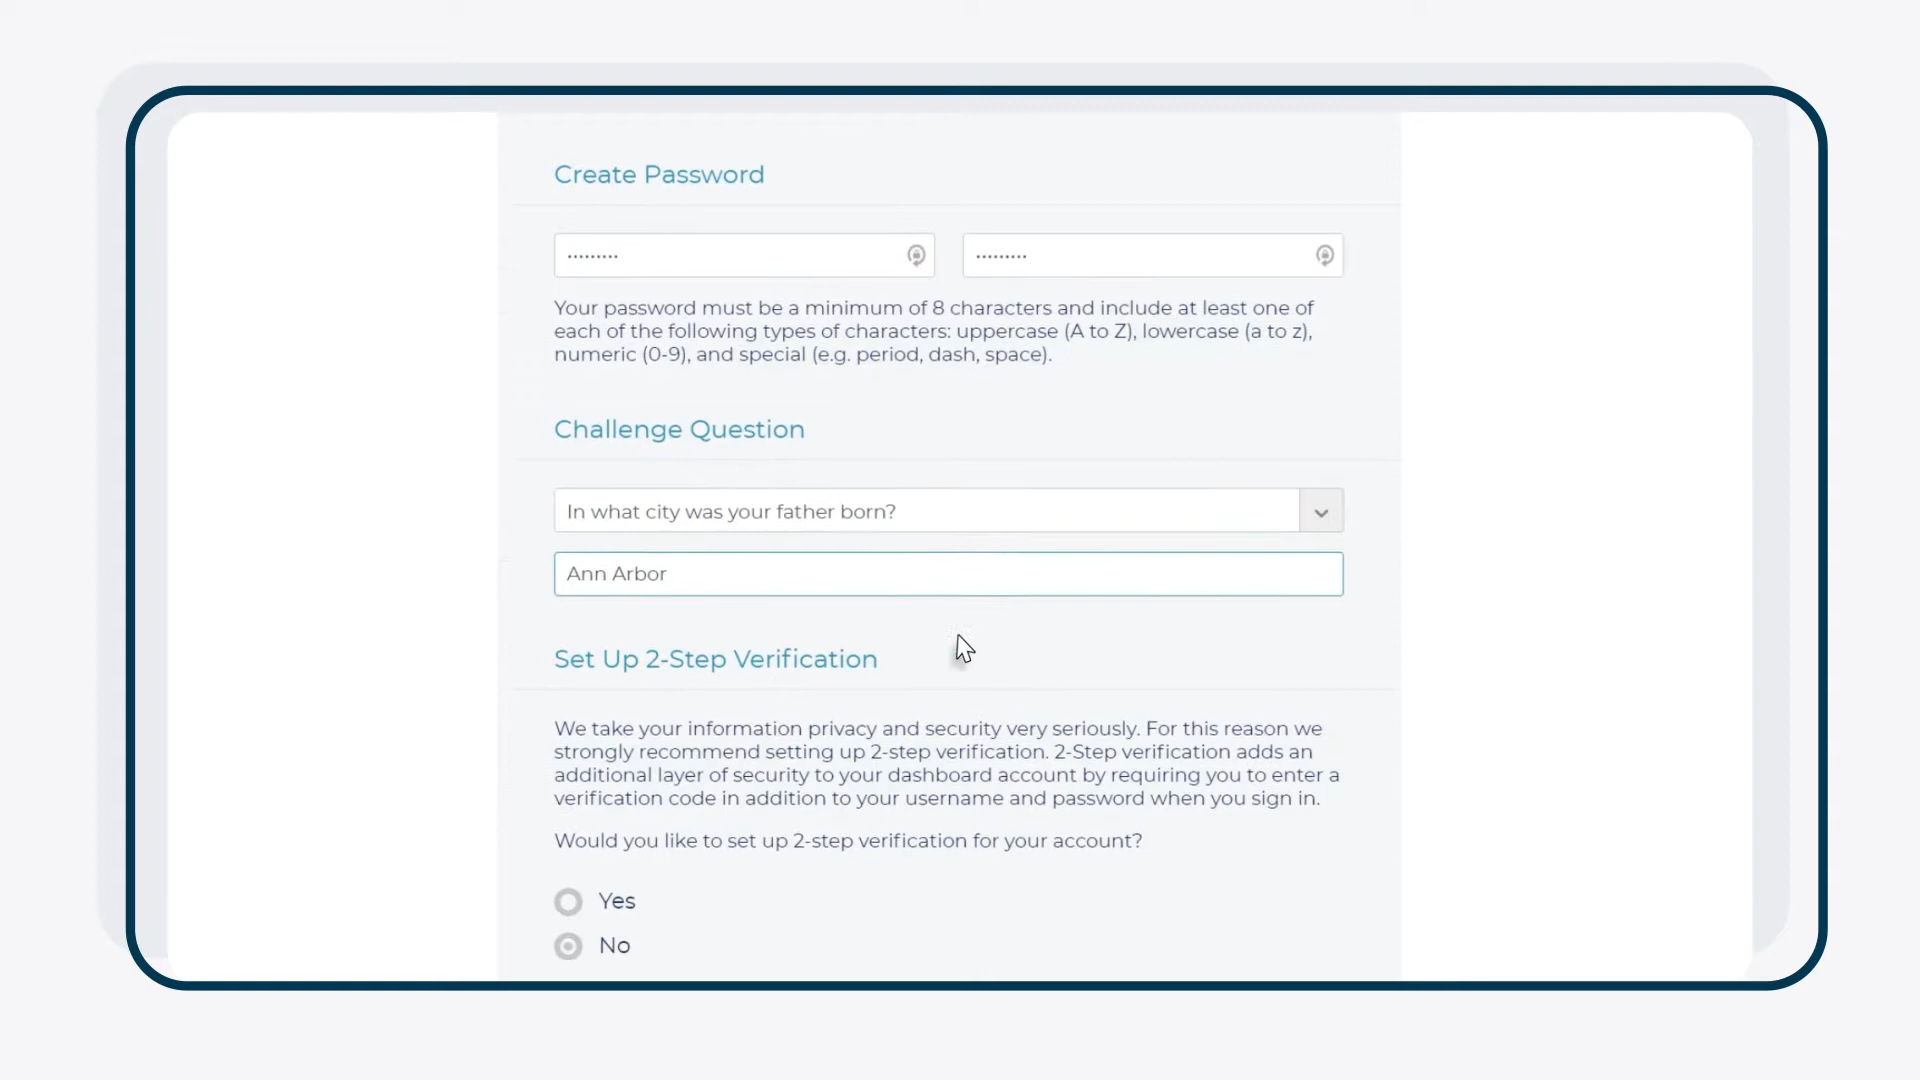 Create Password
•••••••••
•••••••••
Your password must be a minimum of 8 characters and include at least one of
each of the following types of characters: uppercase (A to Z), lowercase (a to z),
numeric (0-9), and special (e.g. period, dash, space).
Challenge Question
In what city was your father born?
Ann Arbor
Set Up 2-Step Verification
We take your information privacy and security very seriously. For this reason we
strongly recommend setting up 2-step verification. 2-Step verification adds an
additional layer of security to your dashboard account by requiring you to enter a
verification code in addition to your username and password when you sign in.
Would you like to set up 2-step verification for your account?
Yes
No